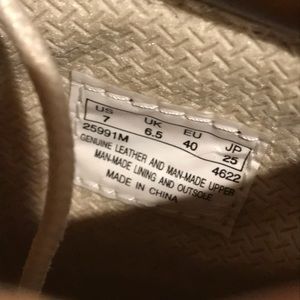 US UK EU JP
7 6.5 40 25
25991M 4622
GENUINE LEATHER AND MAN-MADE UPPER
MAN-MADE LINING AND OUTSOLE
MADE IN CHINA